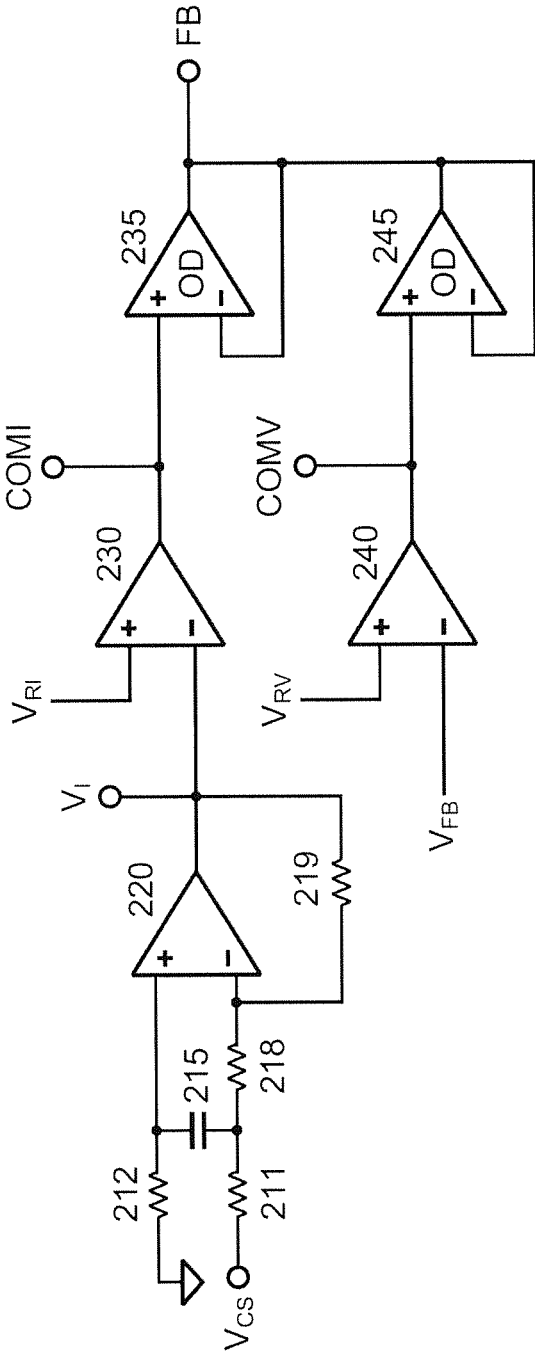 V_CS
211
212
215
218
+
−
220
219
V_I
V_RI
+
−
230
COMI
+
−
OD
235
FB
V_FB
V_RV
+
−
240
COMV
+
−
OD
245